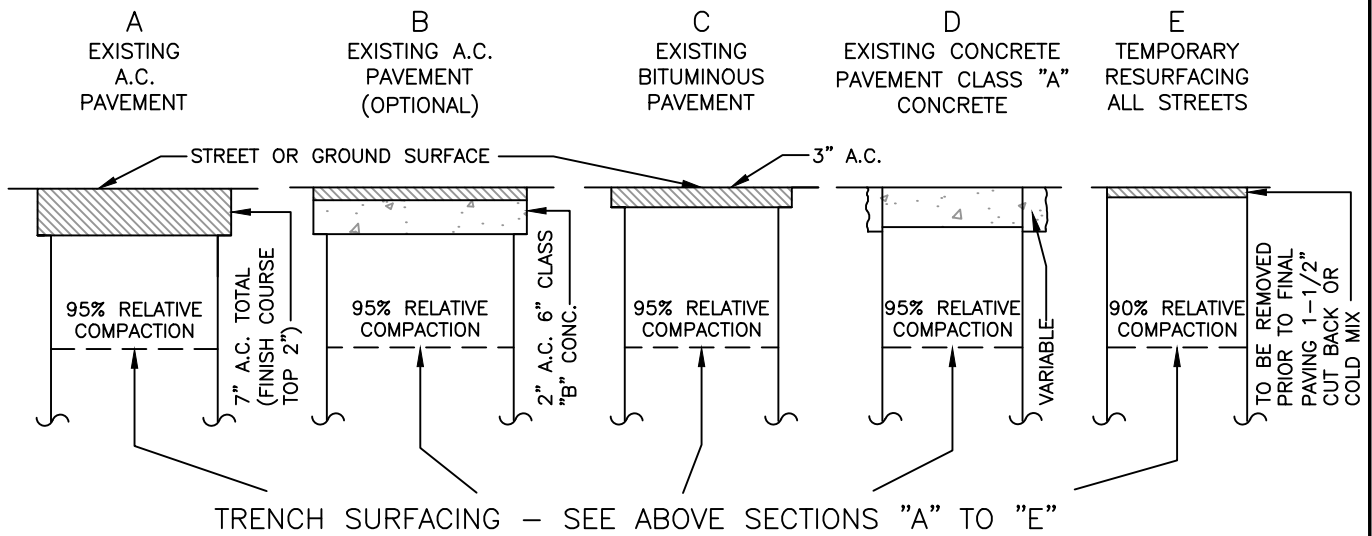 A
EXISTING
A.C.
PAVEMENT
B
EXISTING A.C.
PAVEMENT
(OPTIONAL)
C
EXISTING
BITUMINOUS
PAVEMENT
D
EXISTING CONCRETE
PAVEMENT CLASS "A"
CONCRETE
E
TEMPORARY
RESURFACING
ALL STREETS
STREET OR GROUND SURFACE
3" A.C.
95% RELATIVE
COMPACTION
7" A.C. TOTAL
(FINISH COURSE
TOP 2")
95% RELATIVE
COMPACTION
2" A.C. 6" CLASS
"B" CONC.
95% RELATIVE
COMPACTION
95% RELATIVE
COMPACTION
VARIABLE
90% RELATIVE
COMPACTION
TO BE REMOVED
PRIOR TO FINAL
PAVING 1-1/2"
CUT BACK OR
COLD MIX
TRENCH SURFACING - SEE ABOVE SECTIONS "A" TO "E"